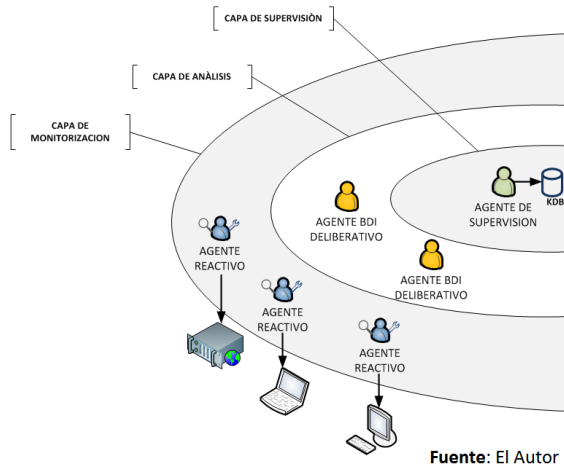 CAPA DE SUPERVISIÒN
CAPA DE ANÀLISIS
CAPA DE
MONITORIZACION
KDB
AGENTE DE
SUPERVISION
AGENTE BDI
DELIBERATIVO
AGENTE BDI
DELIBERATIVO
AGENTE
REACTIVO
AGENTE
REACTIVO
AGENTE
REACTIVO
Fuente: El Autor